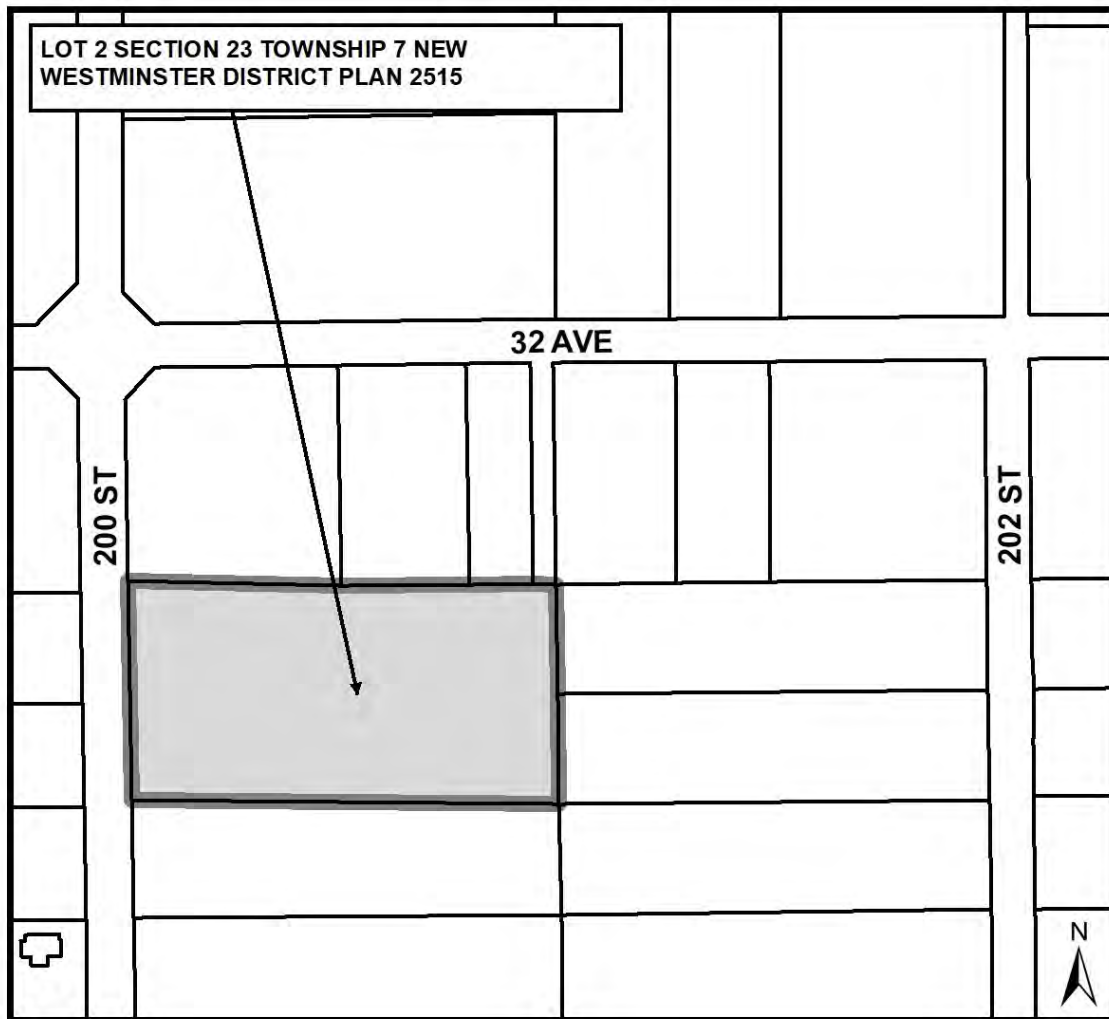 LOT 2 SECTION 23 TOWNSHIP 7 NEW
WESTMINSTER DISTRICT PLAN 2515
32 AVE
200 ST
202 ST
N